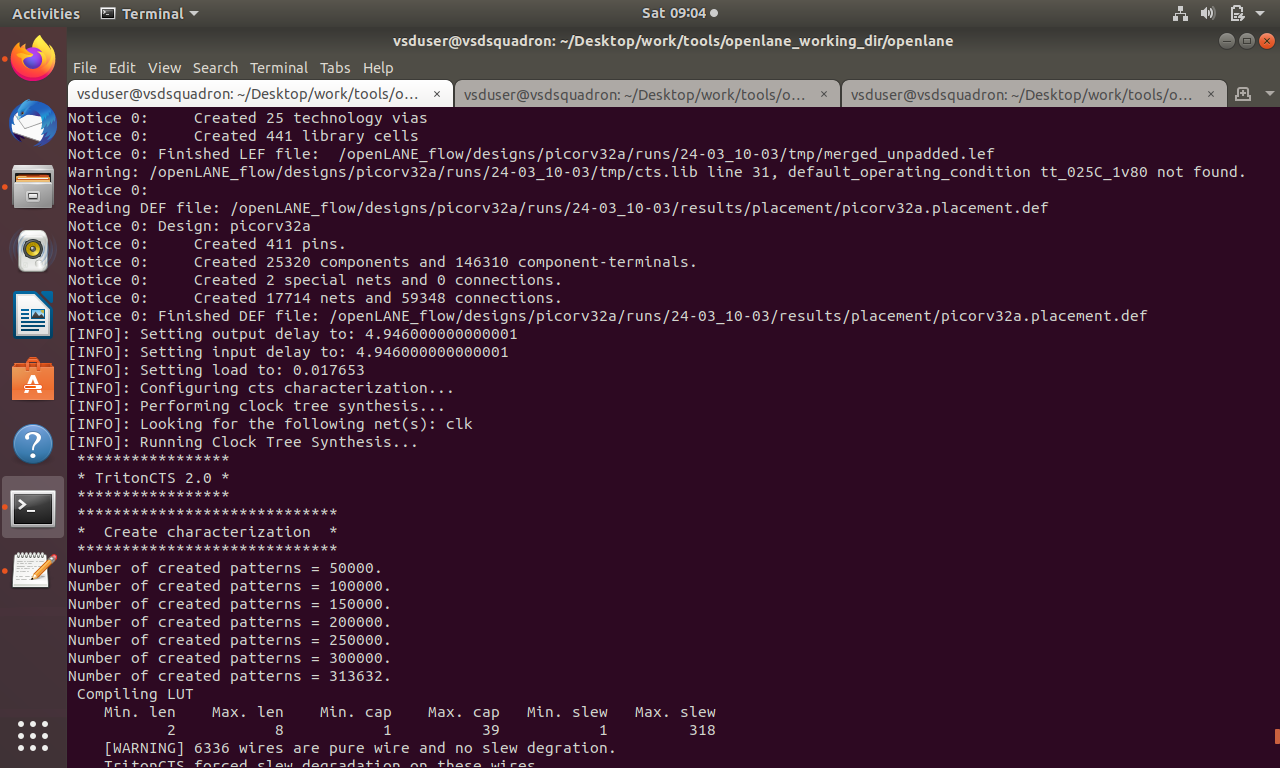 Activities Terminal Sat 09:04
vsduser@vsdsquadron: ~/Desktop/work/tools/openlane_working_dir/openlane
File Edit View Search Terminal Tabs Help
vsduser@vsdsquadron: ~/Desktop/work/tools/o... × vsduser@vsdsquadron: ~/Desktop/work/tools/o... × vsduser@vsdsquadron: ~/Desktop/work/tools/o... ×
Notice 0:     Created 25 technology vias
Notice 0:     Created 441 library cells
Notice 0: Finished LEF file:  /openLANE_flow/designs/picorv32a/runs/24-03_10-03/tmp/merged_unpadded.lef
Warning: /openLANE_flow/designs/picorv32a/runs/24-03_10-03/tmp/cts.lib line 31, default_operating_condition tt_025C_1v80 not found.
Notice 0:
Reading DEF file: /openLANE_flow/designs/picorv32a/runs/24-03_10-03/results/placement/picorv32a.placement.def
Notice 0: Design: picorv32a
Notice 0:     Created 411 pins.
Notice 0:     Created 25320 components and 146310 component-terminals.
Notice 0:     Created 2 special nets and 0 connections.
Notice 0:     Created 17714 nets and 59348 connections.
Notice 0: Finished DEF file: /openLANE_flow/designs/picorv32a/runs/24-03_10-03/results/placement/picorv32a.placement.def
[INFO]: Setting output delay to: 4.946000000000001
[INFO]: Setting input delay to: 4.946000000000001
[INFO]: Setting load to: 0.017653
[INFO]: Configuring cts characterization...
[INFO]: Performing clock tree synthesis...
[INFO]: Looking for the following net(s): clk
[INFO]: Running Clock Tree Synthesis...
 *****************
 * TritonCTS 2.0 *
 *****************
 *****************************
 *  Create characterization  *
 *****************************
Number of created patterns = 50000.
Number of created patterns = 100000.
Number of created patterns = 150000.
Number of created patterns = 200000.
Number of created patterns = 250000.
Number of created patterns = 300000.
Number of created patterns = 313632.
 Compiling LUT
    Min. len    Max. len    Min. cap    Max. cap   Min. slew   Max. slew
           2           8           1          39           1         318
    [WARNING] 6336 wires are pure wire and no slew degration.
    TritonCTS forced slew degradation on these wires.